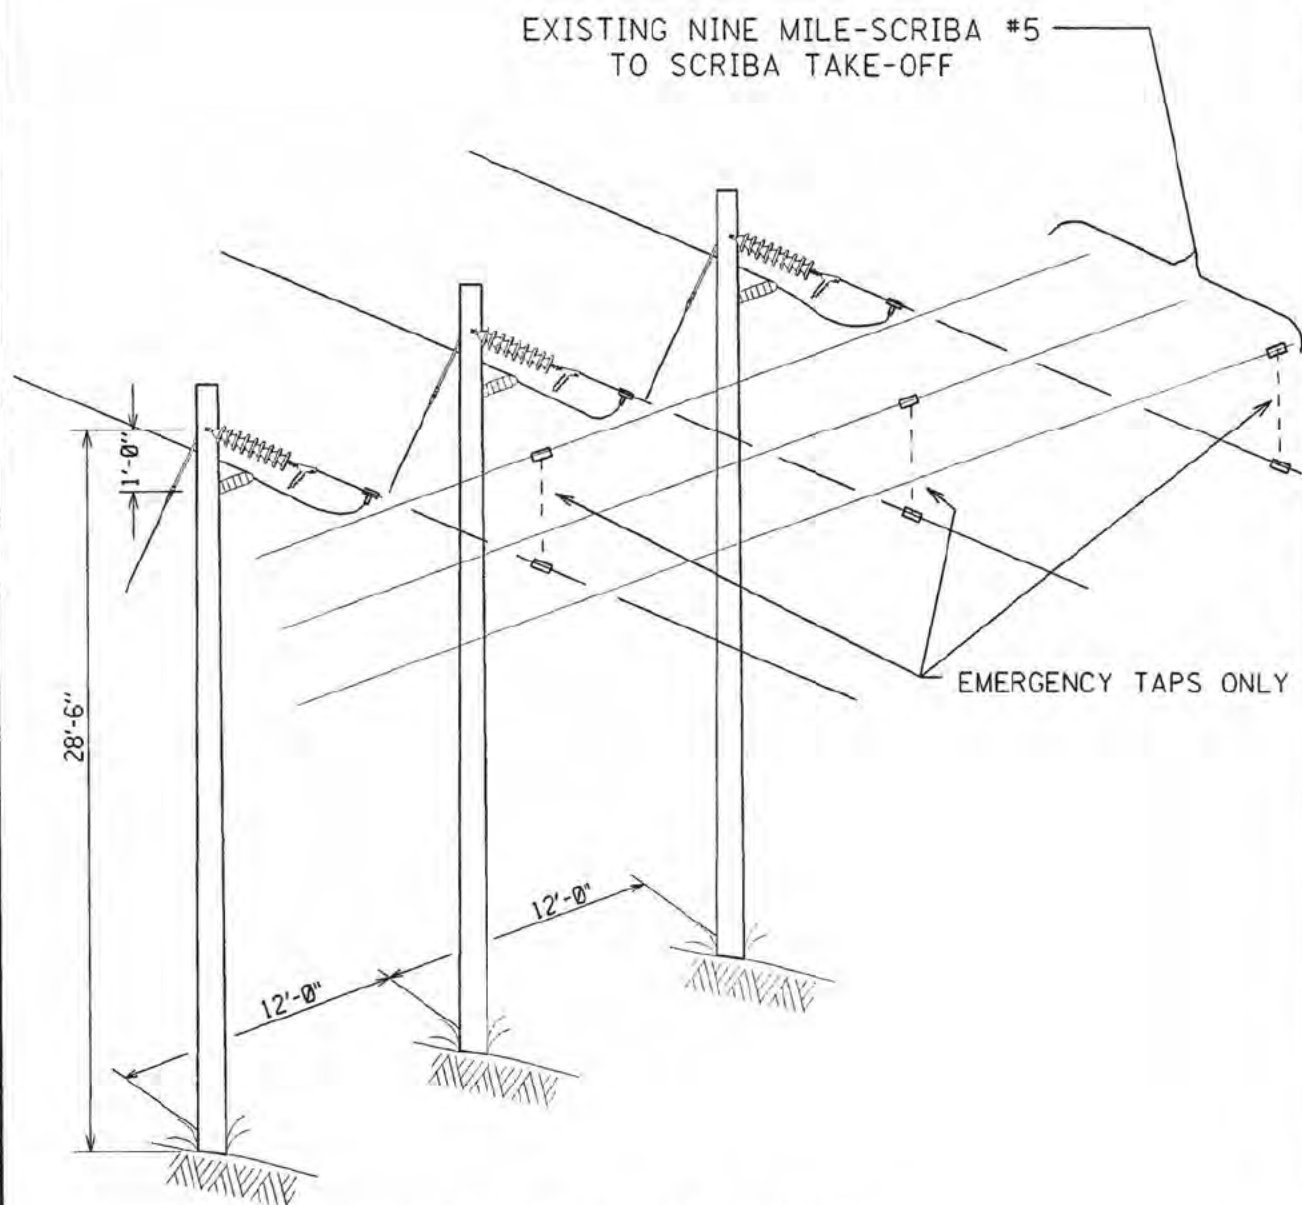 EXISTING NINE MILE-SCRIBA #5
TO SCRIBA TAKE-OFF
1'-0"
28'-6"
EMERGENCY TAPS ONLY
12'-0"
12'-0"